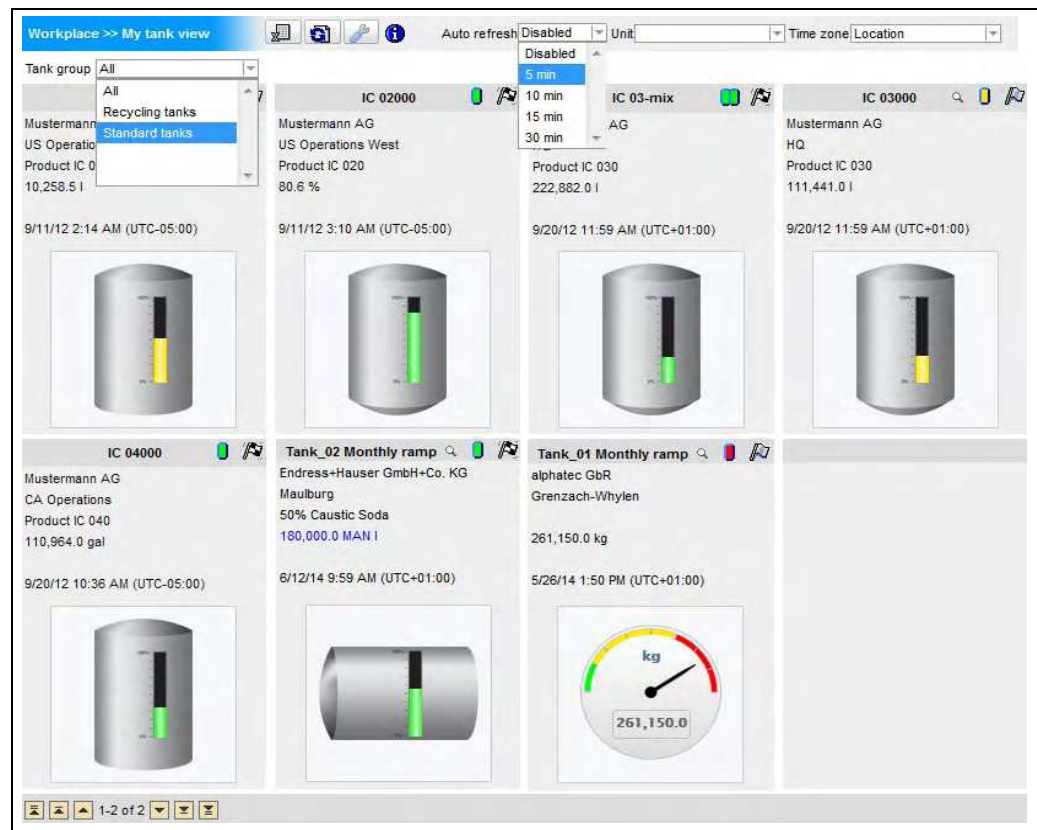 Workplace >> My tank view
Auto refresh Disabled
Unit
Time zone Location
Disabled
5 min
10 min
15 min
30 min
Tank group All
All
Recycling tanks
Standard tanks
Mustermann
US Operatio
Product IC 0
10,258.5 l
9/11/12 2:14 AM (UTC-05:00)
IC 02000
Mustermann AG
US Operations West
Product IC 020
80.6 %
9/11/12 3:10 AM (UTC-05:00)
100%
0%
IC 03-mix
AG
Product IC 030
222,882.0 l
9/20/12 11:59 AM (UTC+01:00)
IC 03000
Mustermann AG
HQ
Product IC 030
111,441.0 l
9/20/12 11:59 AM (UTC+01:00)
IC 04000
Mustermann AG
CA Operations
Product IC 040
110,964.0 gal
9/20/12 10:36 AM (UTC-05:00)
Tank_02 Monthly ramp
Endress+Hauser GmbH+Co. KG
Maulburg
50% Caustic Soda
180,000.0 MAN l
6/12/14 9:59 AM (UTC+01:00)
Tank_01 Monthly ramp
alphatec GbR
Grenzach-Whylen
261,150.0 kg
5/26/14 1:50 PM (UTC+01:00)
kg
261,150.0
1-2 of 2